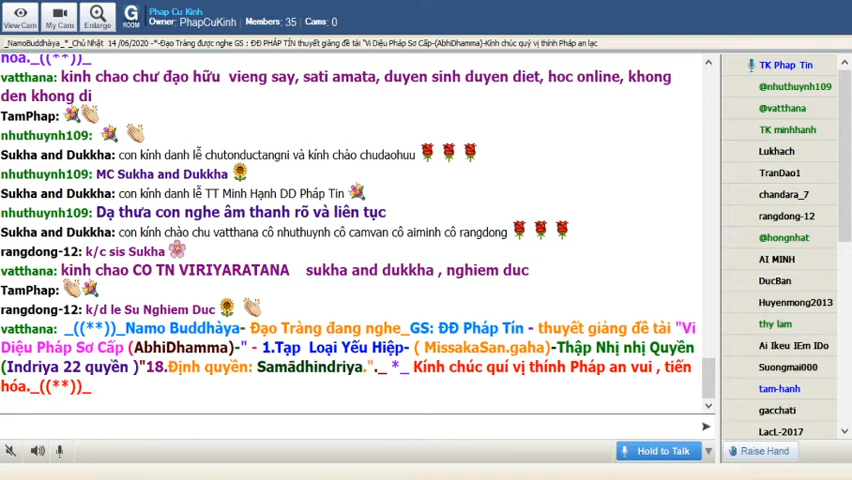 View Cam
My Cam
Enlarge
G
ROOM
Phap Cu Kinh
Owner: PhapCuKinh Members: 35 Cams: 0
_NamoBuddhàya_*_Chủ Nhật 14 /06/2020 -*-Đạo Tràng được nghe GS : ĐĐ PHÁP TÍN thuyết giảng đề tài "Vi Diệu Pháp Sơ Cấp-(AbhiDhamma)-Kính chúc quý vị thính Pháp an lạc
hóa._((**))_
vatthana: kinh chao chư đạo hữu vieng say, sati amata, duyen sinh duyen diet, hoc online, khong
den khong di
TamPhap:
nhuthuynh109:
Sukha and Dukkha: con kính danh lễ chutonductangni và kính chào chudaohuu
nhuthuynh109: MC Sukha and Dukkha
Sukha and Dukkha: con kính danh lễ TT Minh Hạnh DD Pháp Tin
nhuthuynh109: Dạ thưa con nghe âm thanh rõ và liên tục
Sukha and Dukkha: con kính chào chu vatthana cô nhuthuynh cô camvan cô aiminh cô rangdong
rangdong-12: k/c sis Sukha
vatthana: kinh chao CO TN VIRIYARATANA sukha and dukkha , nghiem duc
TamPhap:
rangdong-12: k/d le Su Nghiem Duc
vatthana: _((**))_Namo Buddhàya- Đạo Tràng đang nghe_GS: ĐĐ Pháp Tín - thuyết giảng đề tài "Vi
Diệu Pháp Sơ Cấp (AbhiDhamma)-" - 1.Tạp Loại Yếu Hiệp- ( MissakaSan.gaha)-Thập Nhị nhị Quyền
(Indriya 22 quyền )"18.Định quyền: Samādhindriya."._ *_ Kính chúc quí vị thính Pháp an vui , tiến
hóa._((**))_
Hold to Talk
TK Phap Tin
@nhuthuynh109
@vatthana
TK minhhanh
Lukhach
TranDao1
chandara_7
rangdong-12
@hongnhat
AI MINH
DucBan
Huyenmong2013
thy lam
Ai Ikeu IEm IDo
Suongmai000
tam-hanh
gacchati
LacL-2017
Raise Hand